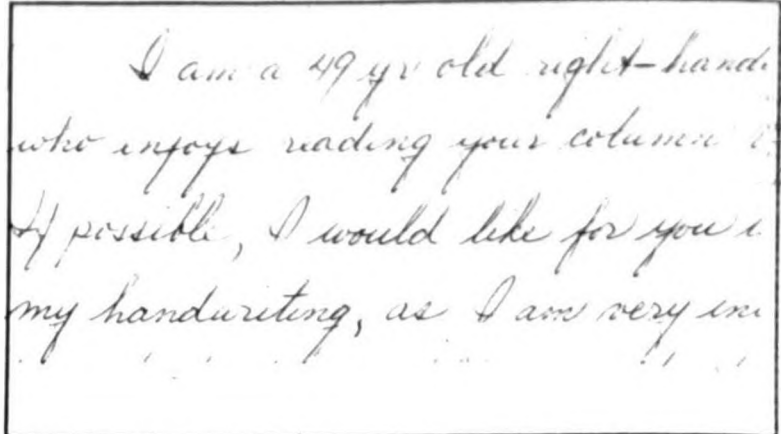 I am a 49 yr old right-hand
who enjoys reading your column
If possible, I would like for you
my handwriting, as I am very in